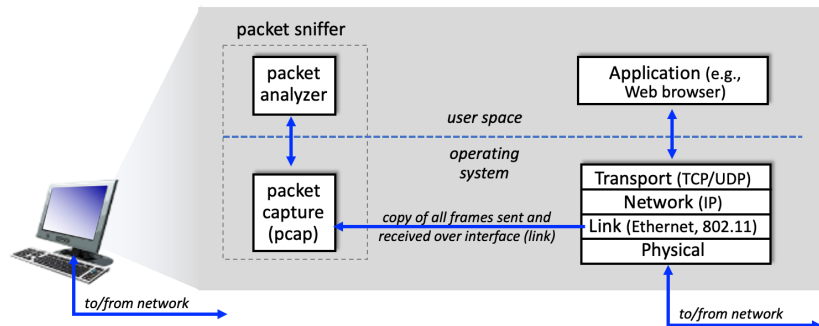 packet sniffer
packet
analyzer
Application (e.g.,
Web browser)
user space
operating
system
packet
capture
(pcap)
copy of all frames sent and
received over interface (link)
Transport (TCP/UDP)
Network (IP)
Link (Ethernet, 802.11)
Physical
to/from network
to/from network